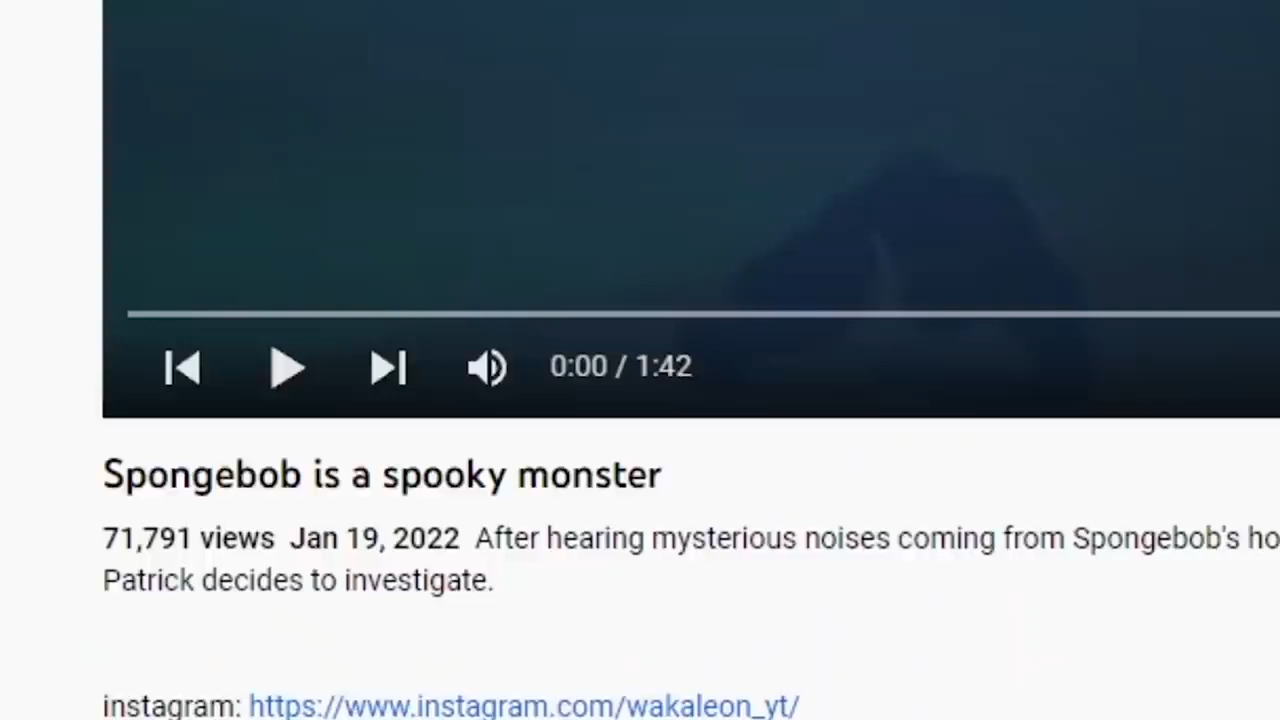 0:00 / 1:42
Spongebob is a spooky monster
71,791 views Jan 19, 2022 After hearing mysterious noises coming from Spongebob's ho
Patrick decides to investigate.
instagram: https://www.instagram.com/wakaleon_yt/